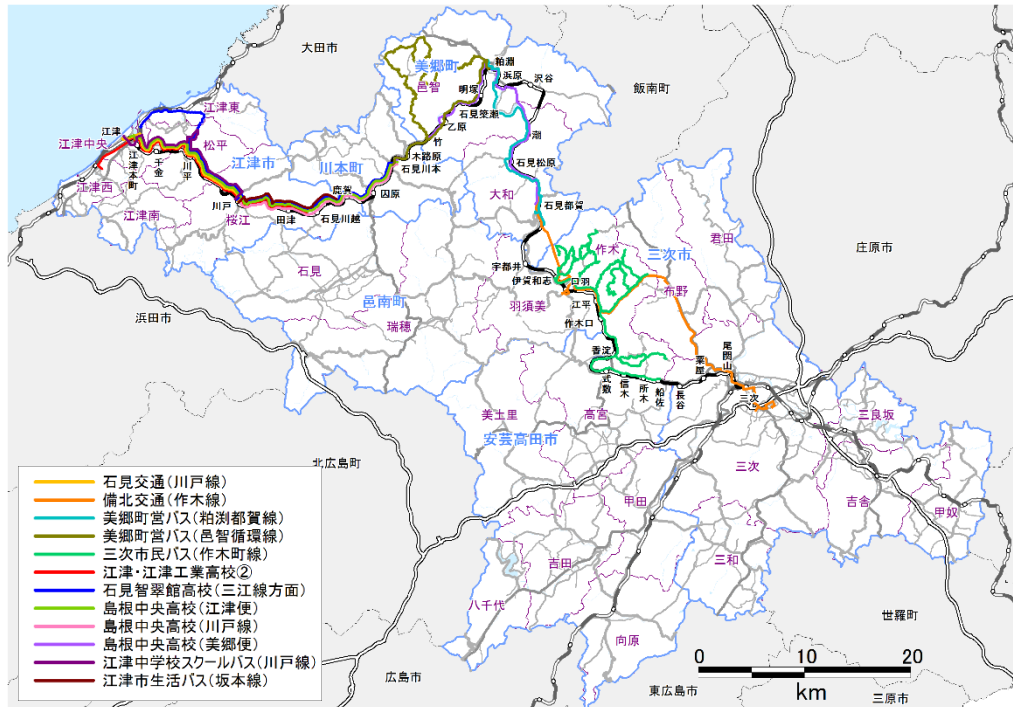 大田市
美郷町
粕淵
浜原
沢谷
邑智
明塚
飯南町
石見簗瀬
江津東
乙原
潮
江津
竹
江津中央
松平
木路原
石見松原
江津本町
千金
川平
江津市
川本町
石見川本
江津西
鹿賀
因原
大和
川戸
石見都賀
江津南
桜江
田津
石見川越
君田
作木
三次市
庄原市
宇都井
石見
伊賀和志
口羽
邑南町
羽須美
江平
布野
浜田市
瑞穂
作木口
尾関山
香淀
粟屋
式敷
信木
所木
船佐
長谷
三次
美土里
高宮
三良坂
安芸高田市
北広島町
三次
石見交通(川戸線)
甲田
吉舎
甲奴
備北交通(作木線)
美郷町営バス(粕渕都賀線)
美郷町営バス(邑智循環線)
三次市民バス(作木町線)
吉田
三和
江津・江津工業高校②
石見智翠館高校(三江線方面)
八千代
世羅町
島根中央高校(江津便)
島根中央高校(川戸線)
向原
島根中央高校(美郷便)
0 10 20
江津中学校スクールバス(川戸線)
広島市
km
江津市生活バス(坂本線)
東広島市
三原市